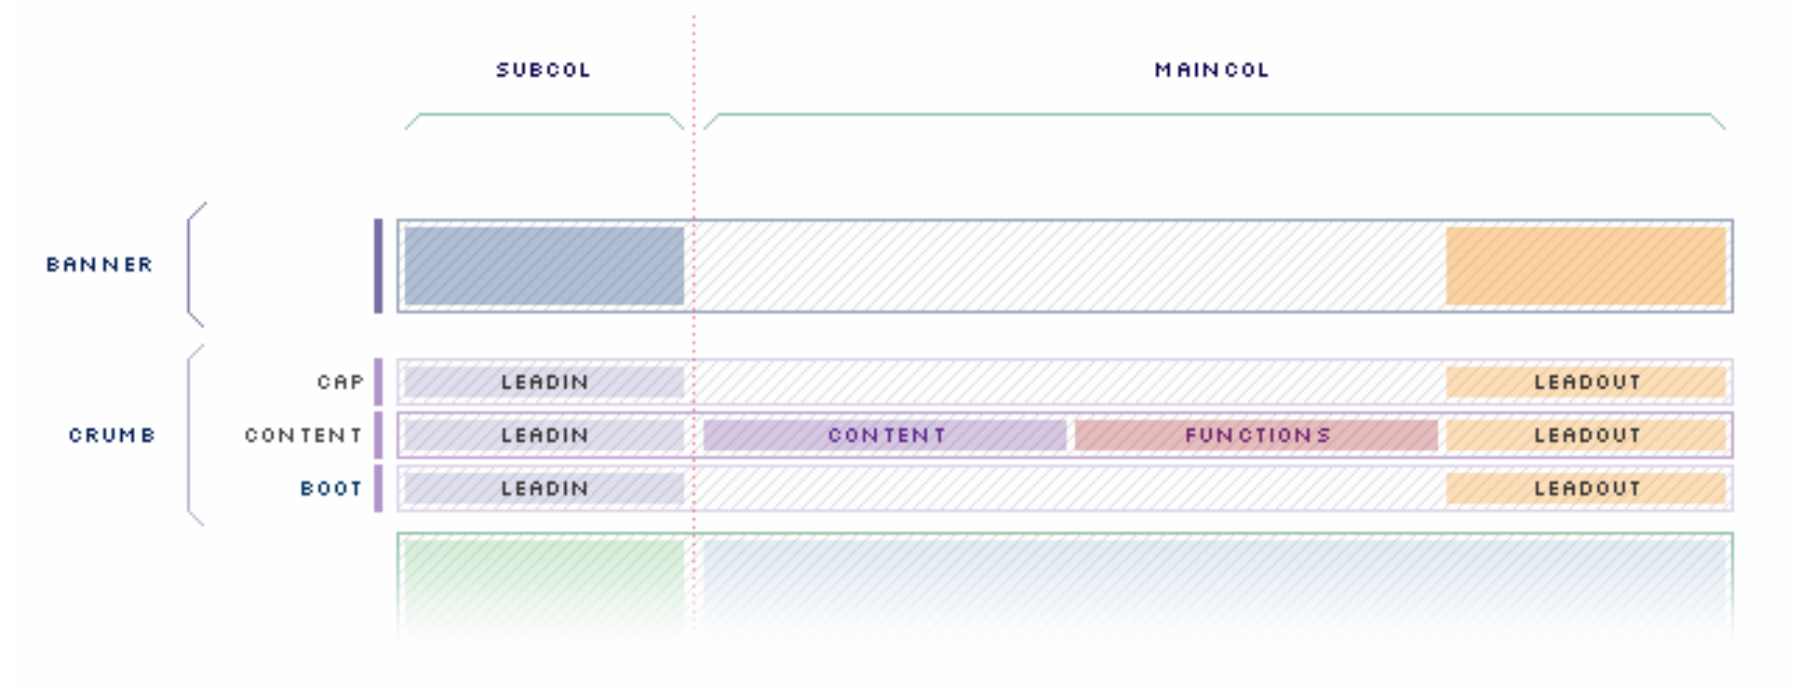 SUBCOL MAINCOL
BANNER
CAP LEADIN LEADOUT
CRUMB CONTENT LEADIN CONTENT FUNCTIONS LEADOUT
BOOT LEADIN LEADOUT